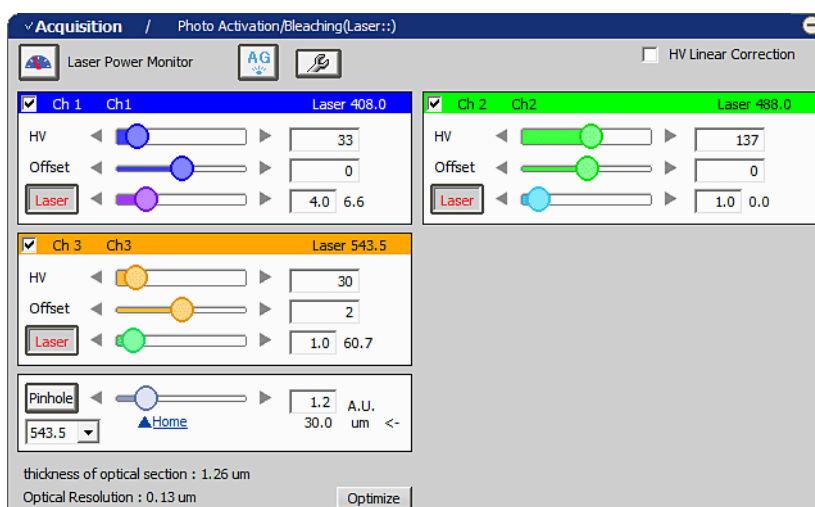 Acquisition / Photo Activation/Bleaching(Laser::)
Laser Power Monitor AG HV Linear Correction
Ch 1 Ch1 Laser 408.0
HV 33
Offset 0
Laser 4.0 6.6
Ch 2 Ch2 Laser 488.0
HV 137
Offset 0
Laser 1.0 0.0
Ch 3 Ch3 Laser 543.5
HV 30
Offset 2
Laser 1.0 60.7
Pinhole 1.2 A.U.
Home 30.0 um <-
543.5
thickness of optical section : 1.26 um
Optical Resolution : 0.13 um Optimize